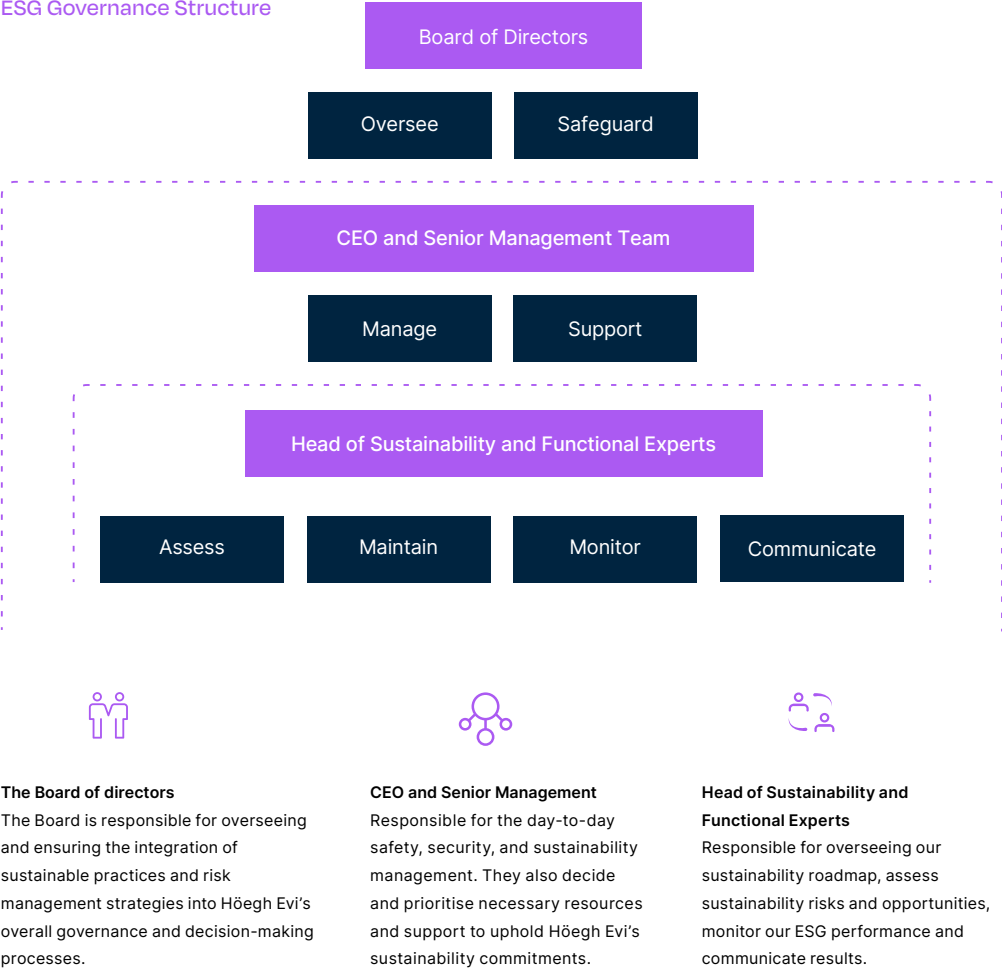 ESG Governance Structure
Board of Directors
Oversee
Safeguard
CEO and Senior Management Team
Manage
Support
Head of Sustainability and Functional Experts
Assess
Maintain
Monitor
Communicate
The Board of directors
The Board is responsible for overseeing
and ensuring the integration of
sustainable practices and risk
management strategies into Höegh Evi’s
overall governance and decision-making
processes.
CEO and Senior Management
Responsible for the day-to-day
safety, security, and sustainability
management. They also decide
and prioritise necessary resources
and support to uphold Höegh Evi’s
sustainability commitments.
Head of Sustainability and
Functional Experts
Responsible for overseeing our
sustainability roadmap, assess
sustainability risks and opportunities,
monitor our ESG performance and
communicate results.